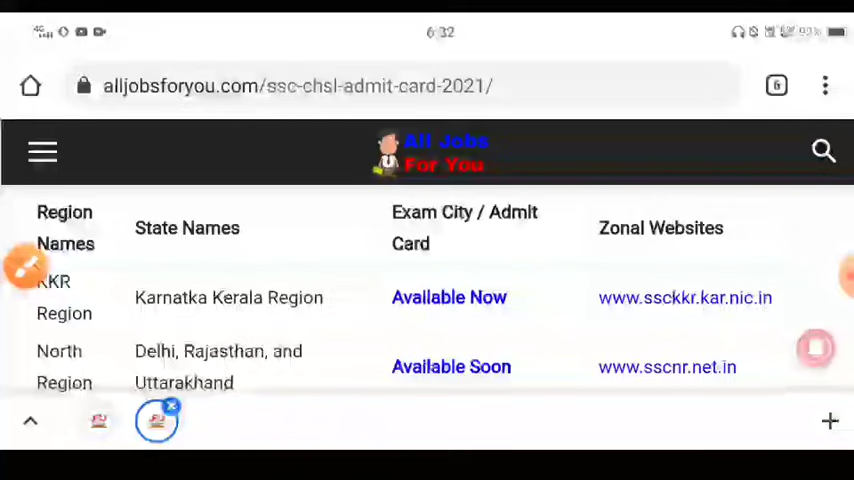 4G 6:32 92%
alljobsforyou.com/ssc-chsl-admit-card-2021/ 6
All Jobs
For You
Region Names State Names Exam City / Admit Card Zonal Websites
KKR Region Karnatka Kerala Region Available Now www.ssckkr.kar.nic.in
North Region Delhi, Rajasthan, and Uttarakhand Available Soon www.sscnr.net.in